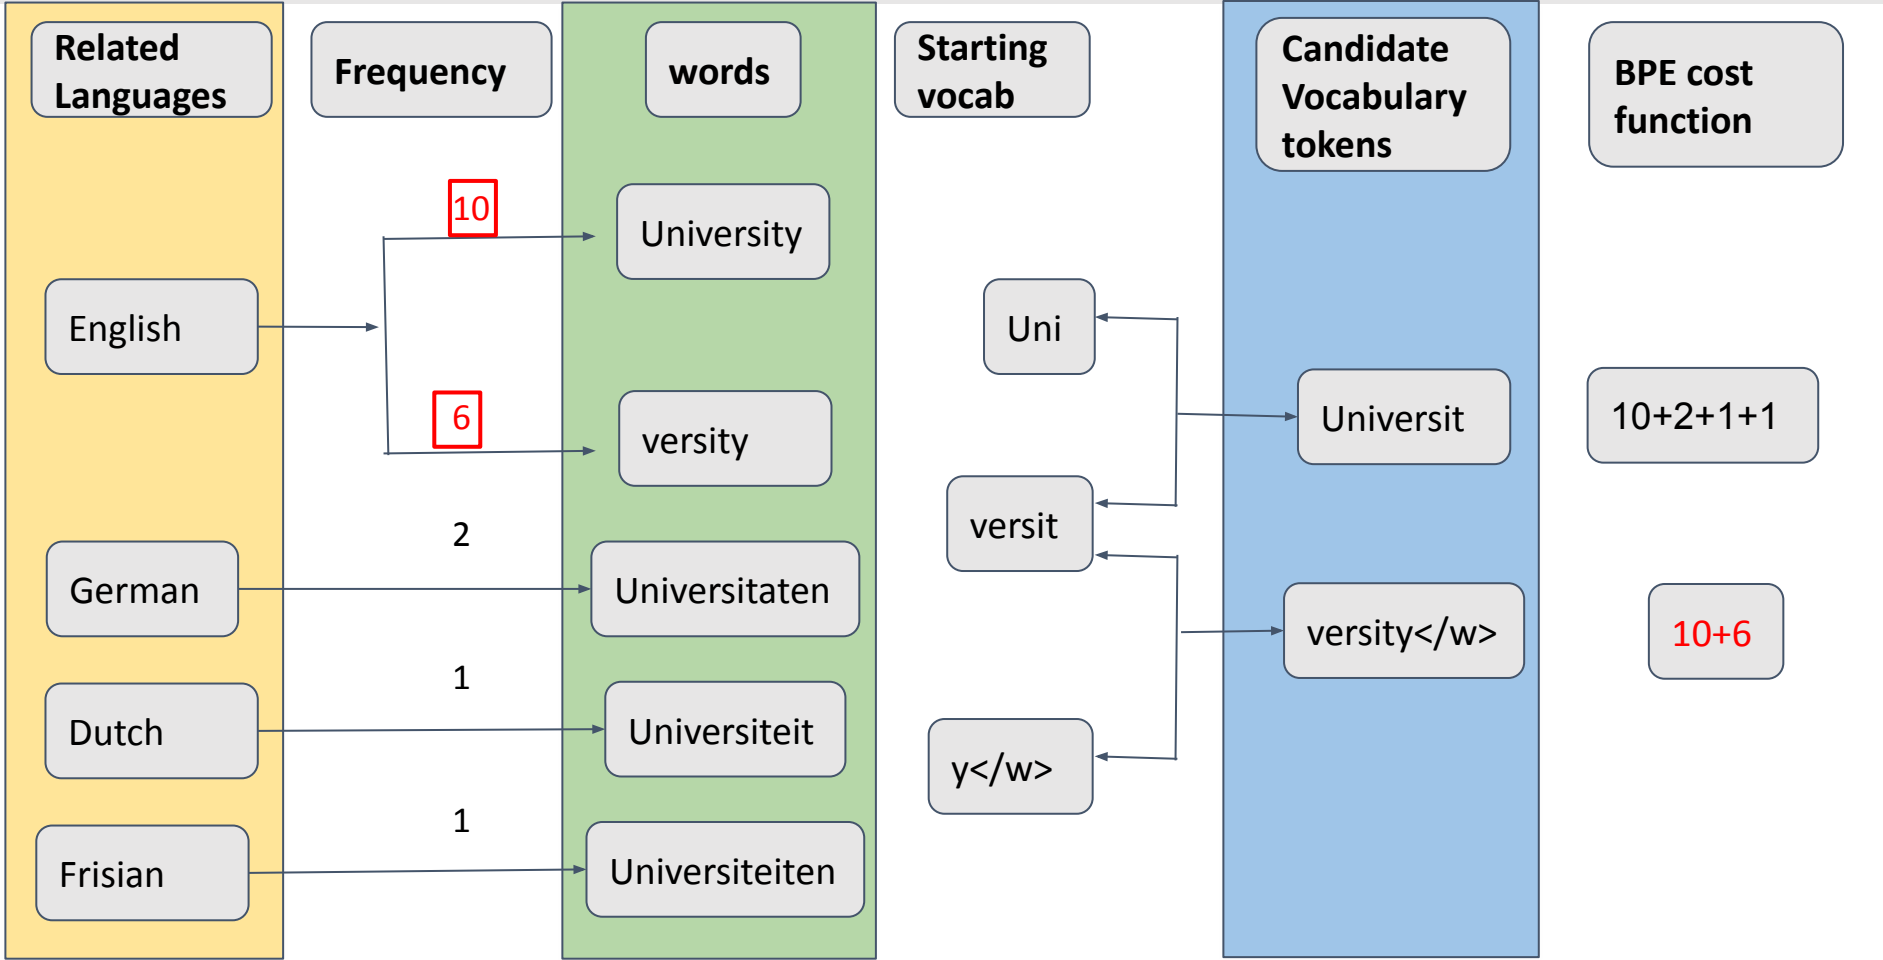 Related
Languages
Frequency
words
Starting
vocab
Candidate
Vocabulary
tokens
BPE cost
function
10
University
English
Uni
6
versity
Universit
10+2+1+1
versit
2
German
Universitaten
versity</w>
10+6
1
Dutch
Universiteit
y</w>
1
Frisian
Universiteiten